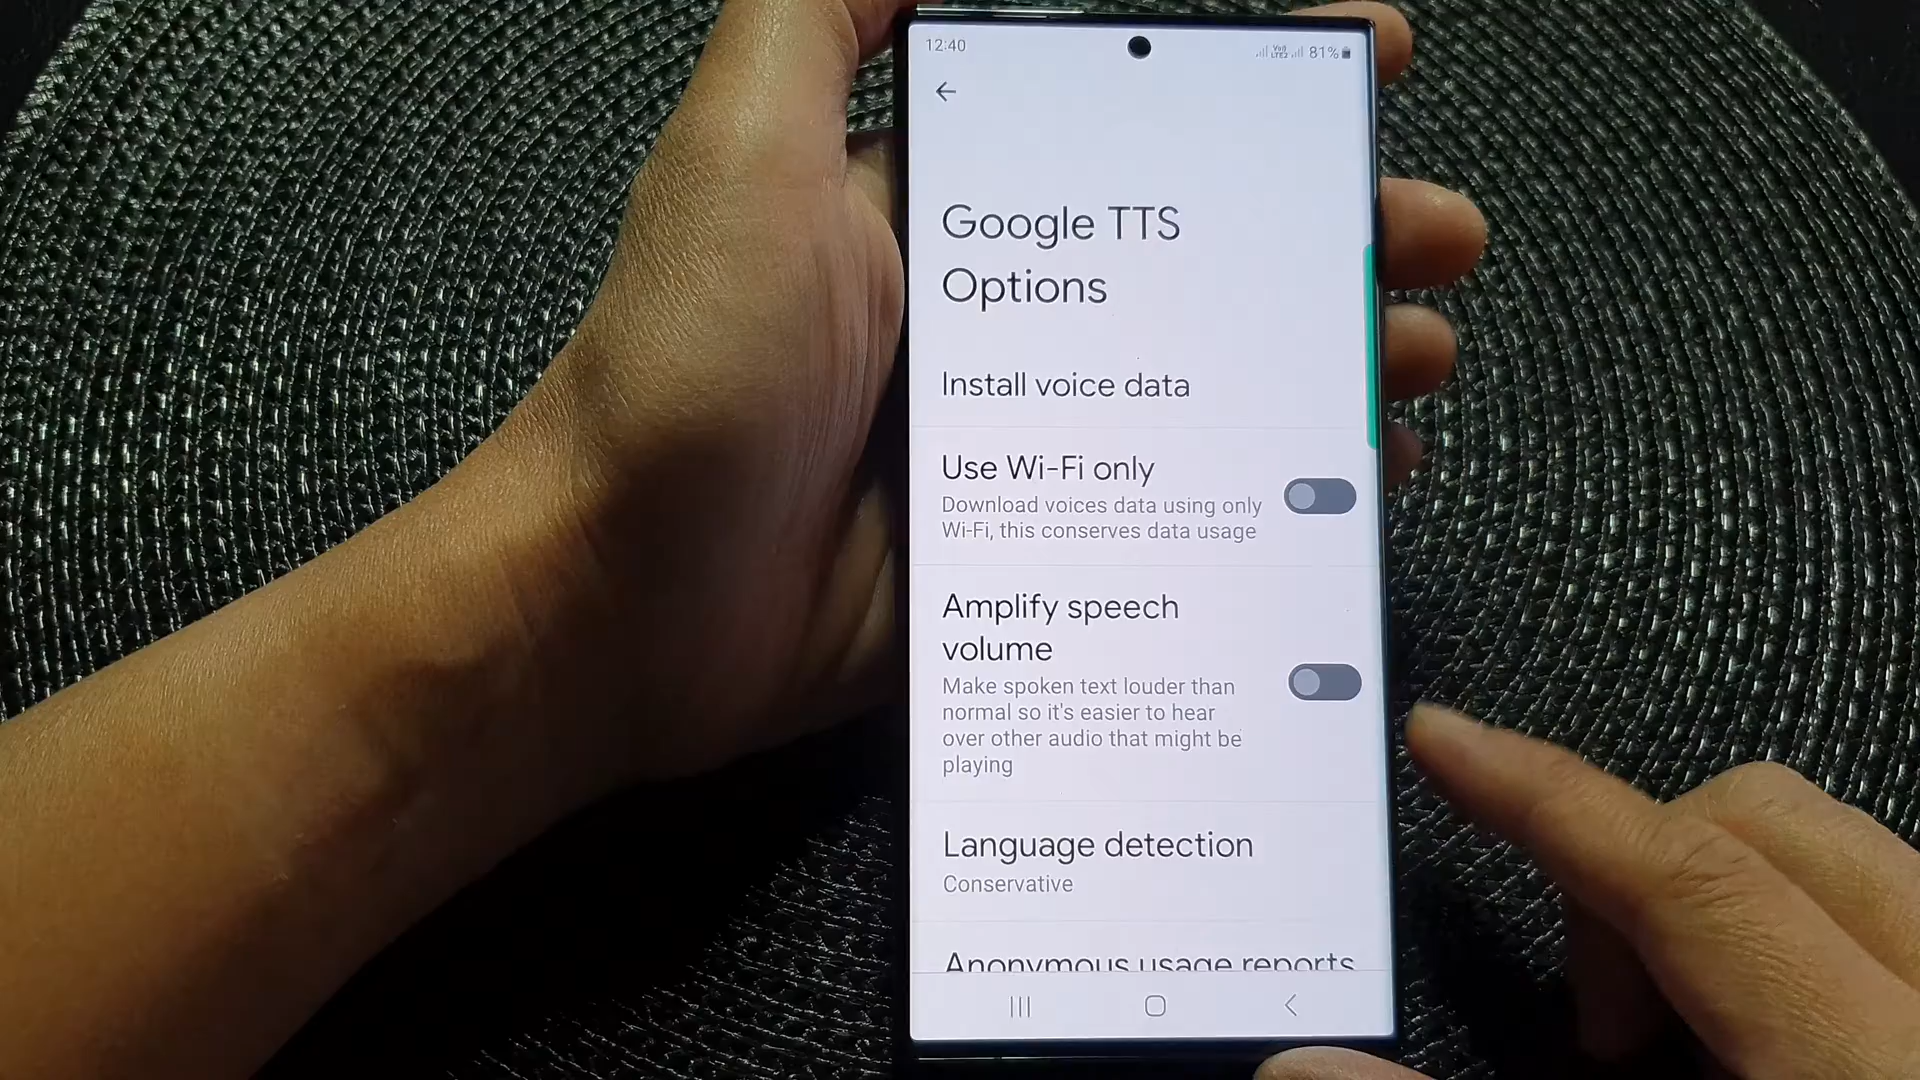 12:40
81%
Google TTS
Options
Install voice data
Use Wi-Fi only
Download voices data using only
Wi-Fi, this conserves data usage
Amplify speech
volume
Make spoken text louder than
normal so it's easier to hear
over other audio that might be
playing
Language detection
Conservative
Anonymous usage reports